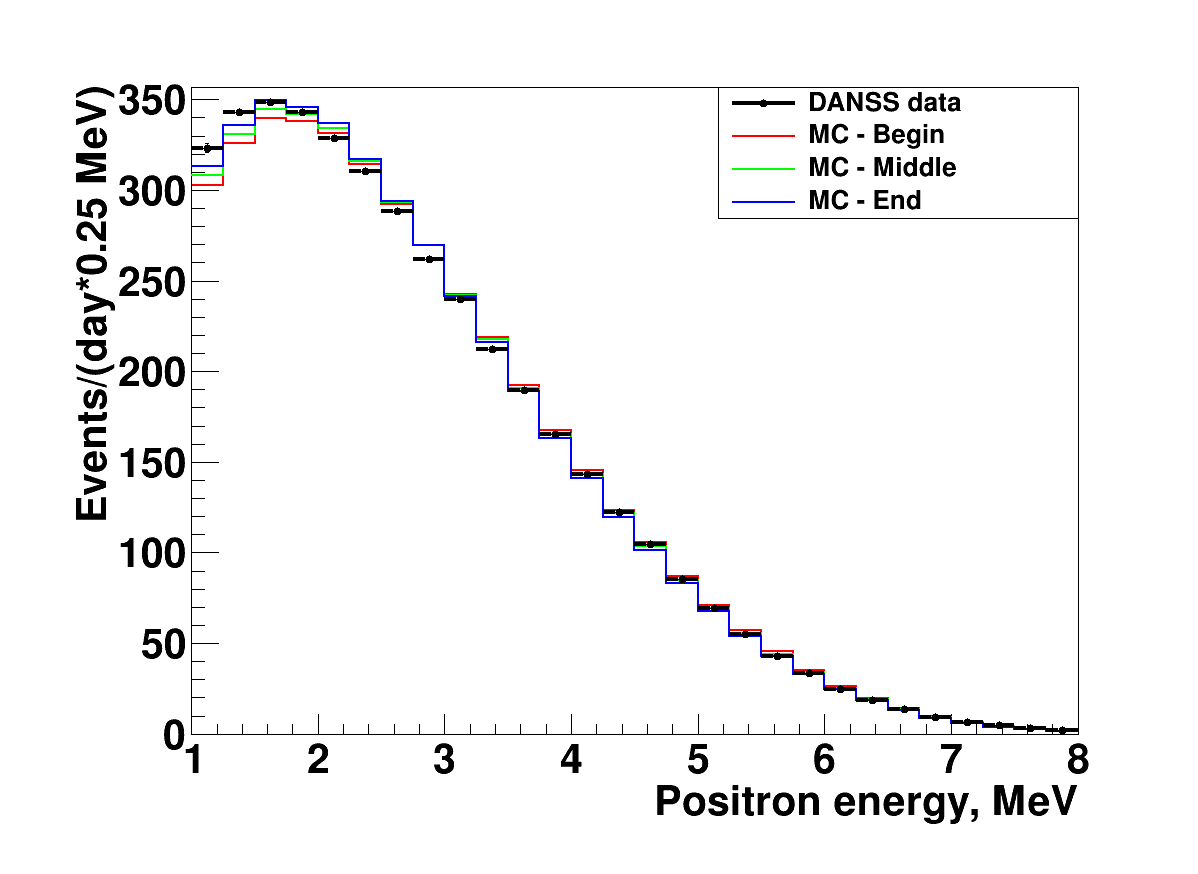 Events/(day*0.25 MeV)
350
300
250
200
150
100
50
0
DANSS data
MC - Begin
MC - Middle
MC - End
1 2 3 4 5 6 7 8
Positron energy, MeV